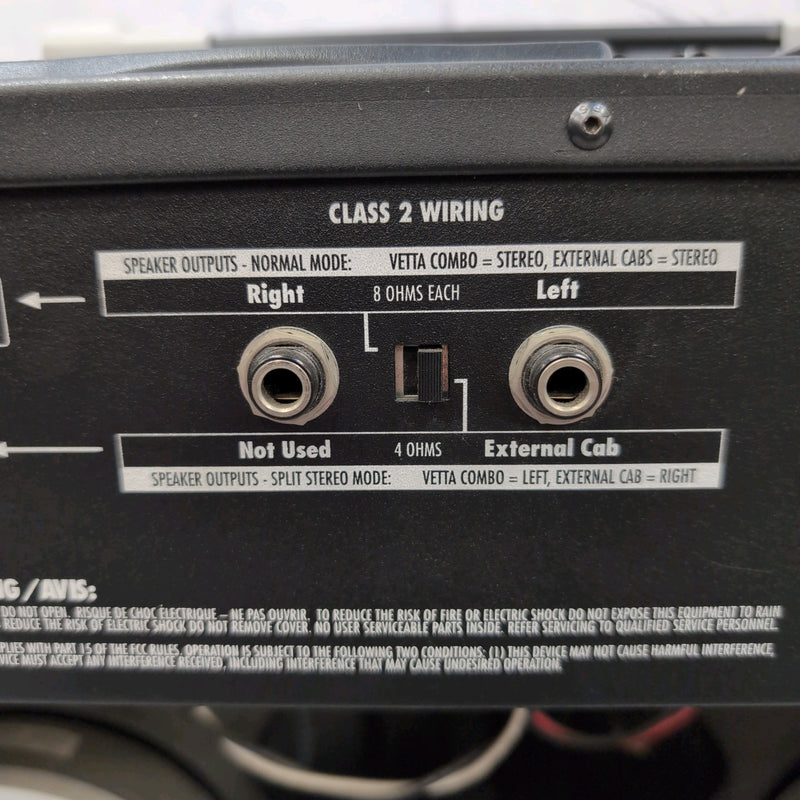 CLASS 2 WIRING
SPEAKER OUTPUTS - NORMAL MODE: VETTA COMBO = STEREO, EXTERNAL CABS = STEREO
Right 8 OHMS EACH Left
Not Used 4 OHMS External Cab
SPEAKER OUTPUTS - SPLIT STEREO MODE: VETTA COMBO = LEFT, EXTERNAL CAB = RIGHT
/ AVIS:
DO NOT OPEN. RISQUE DE CHOC ÉLECTRIQUE – NE PAS OUVRIR. TO REDUCE THE RISK OF FIRE OR ELECTRIC SHOCK DO NOT EXPOSE THIS EQUIPMENT TO RAIN
REDUCE THE RISK OF ELECTRIC SHOCK DO NOT REMOVE COVER. NO USER SERVICEABLE PARTS INSIDE. REFER SERVICING TO QUALIFIED SERVICE PERSONNEL.
WITH PART 15 OF THE FCC RULES. OPERATION IS SUBJECT TO THE FOLLOWING TWO CONDITIONS: (1) THIS DEVICE MAY NOT CAUSE HARMFUL INTERFERENCE,
MUST ACCEPT ANY INTERFERENCE RECEIVED, INCLUDING INTERFERENCE THAT MAY CAUSE UNDESIRED OPERATION.